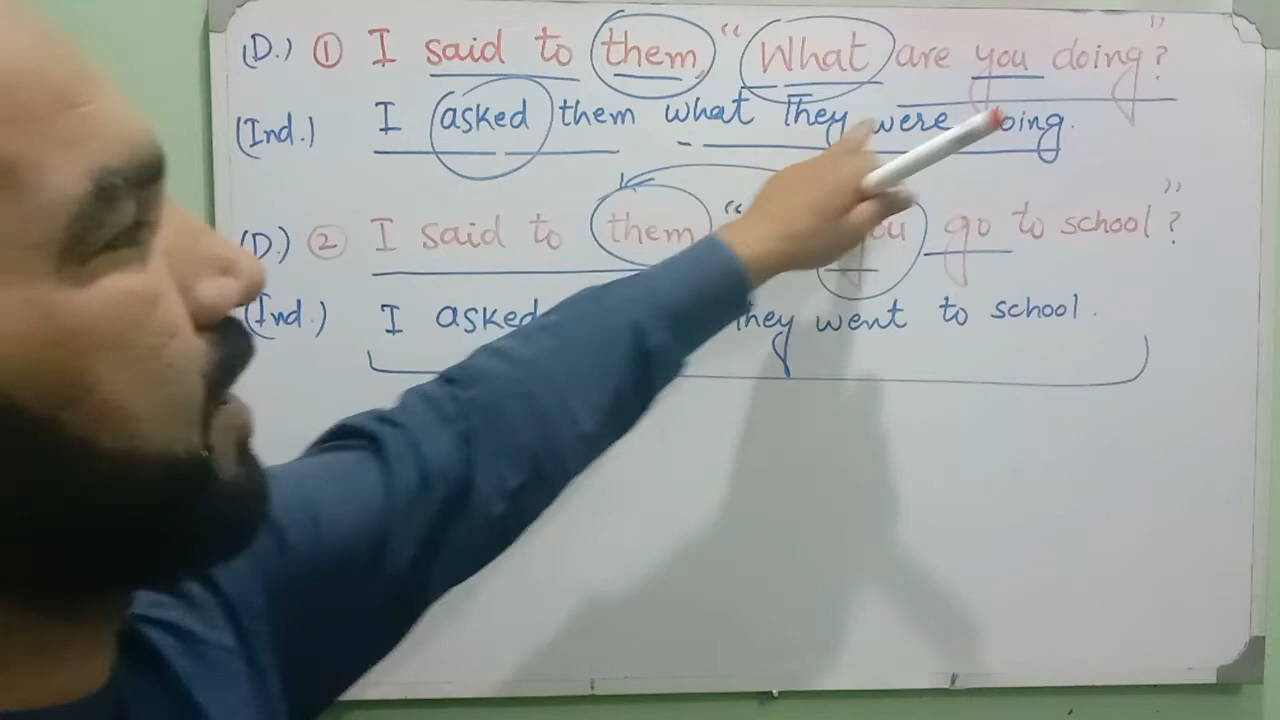 (D.) ① I said to them, “What are you doing”?
(Ind.) I asked them what They were doing.
(D.) ② I said to them “ you go to school”?
(Ind.) I asked they went to school.